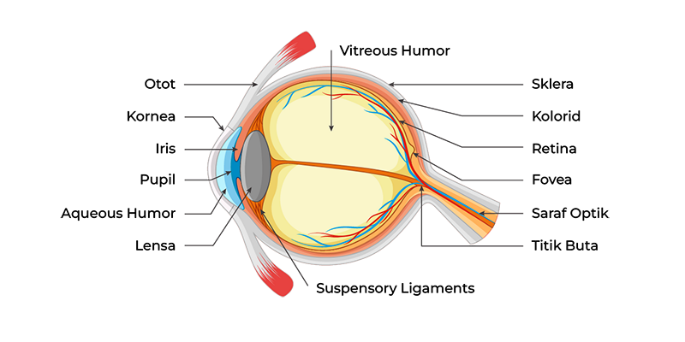 Vitreous Humor
Otot
Kornea
Iris
Pupil
Aqueous Humor
Lensa
Sklera
Kolorid
Retina
Fovea
Saraf Optik
Titik Buta
Suspensory Ligaments